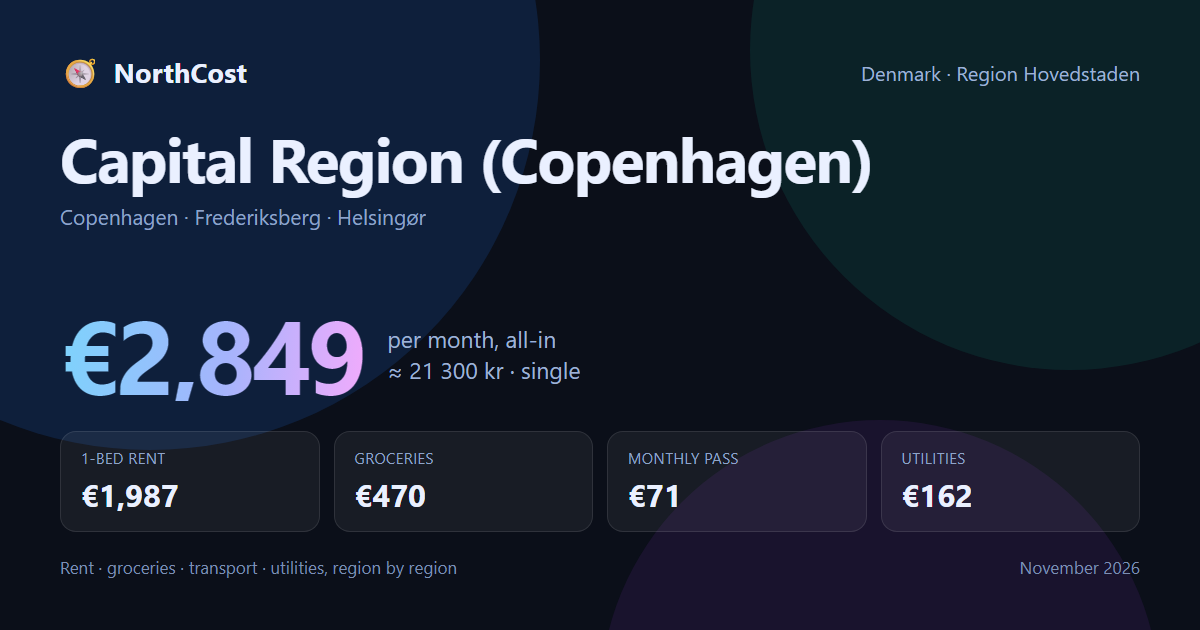 NorthCost
Denmark · Region Hovedstaden
Capital Region (Copenhagen)
Copenhagen · Frederiksberg · Helsingør
€2,849
per month, all-in
≈ 21 300 kr · single
1-BED RENT
€1,987
GROCERIES
€470
MONTHLY PASS
€71
UTILITIES
€162
Rent · groceries · transport · utilities, region by region
November 2026